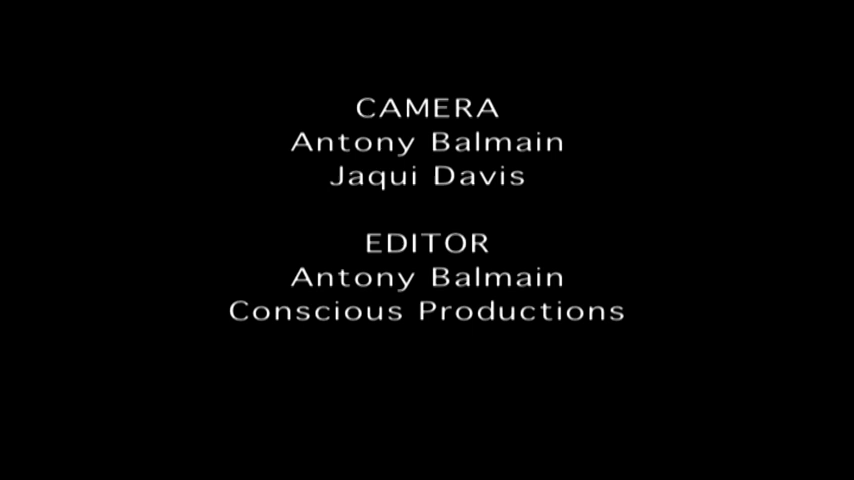 CAMERA
Antony Balmain
Jaqui Davis
EDITOR
Antony Balmain
Conscious Productions